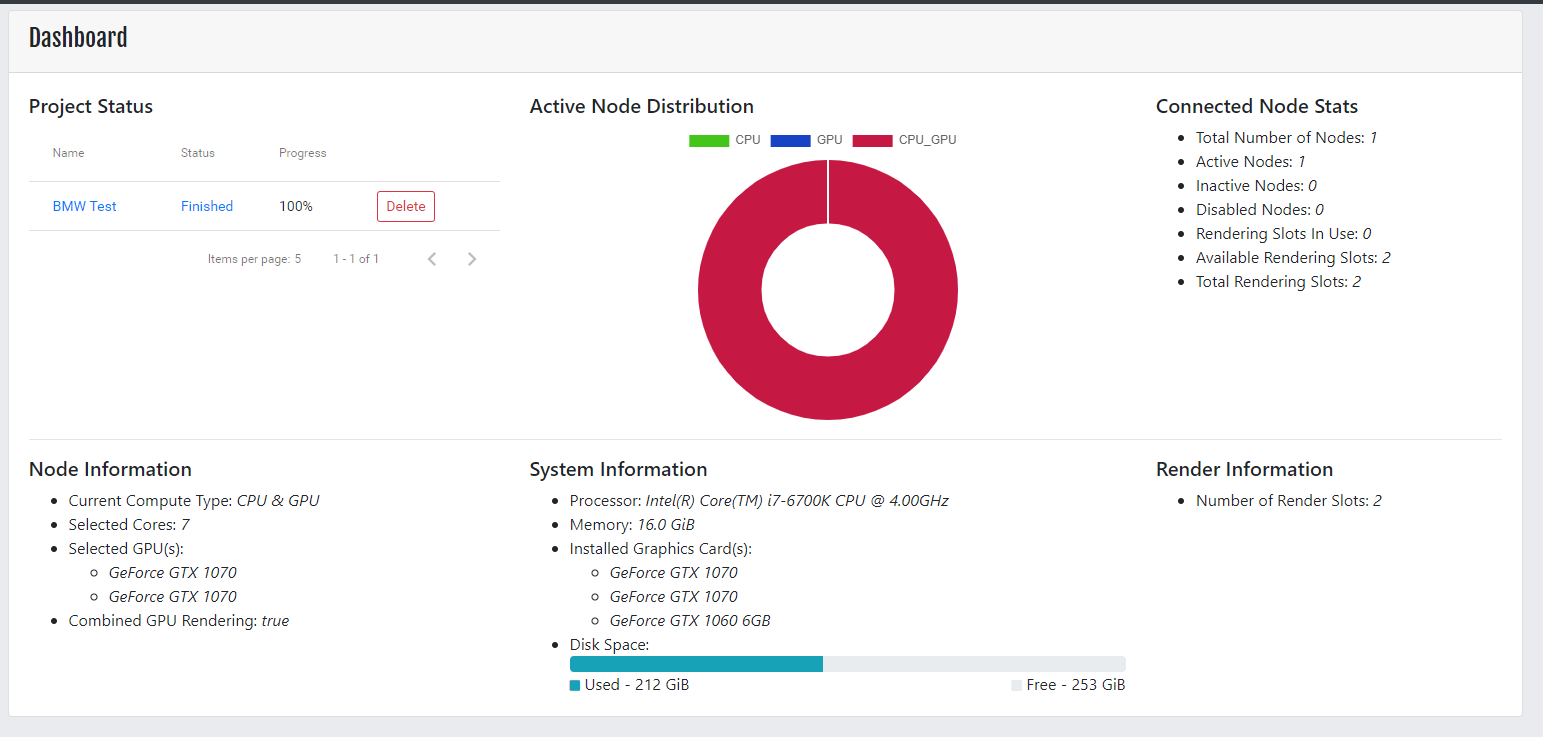 Dashboard
Project Status
Name Status Progress
BMW Test Finished 100% Delete
Items per page: 5 1 - 1 of 1
Active Node Distribution
CPU GPU CPU_GPU
Connected Node Stats
Total Number of Nodes: 1
Active Nodes: 1
Inactive Nodes: 0
Disabled Nodes: 0
Rendering Slots In Use: 0
Available Rendering Slots: 2
Total Rendering Slots: 2
Node Information
Current Compute Type: CPU & GPU
Selected Cores: 7
Selected GPU(s):
GeForce GTX 1070
GeForce GTX 1070
Combined GPU Rendering: true
System Information
Processor: Intel(R) Core(TM) i7-6700K CPU @ 4.00GHz
Memory: 16.0 GiB
Installed Graphics Card(s):
GeForce GTX 1070
GeForce GTX 1070
GeForce GTX 1060 6GB
Disk Space:
Used - 212 GiB Free - 253 GiB
Render Information
Number of Render Slots: 2